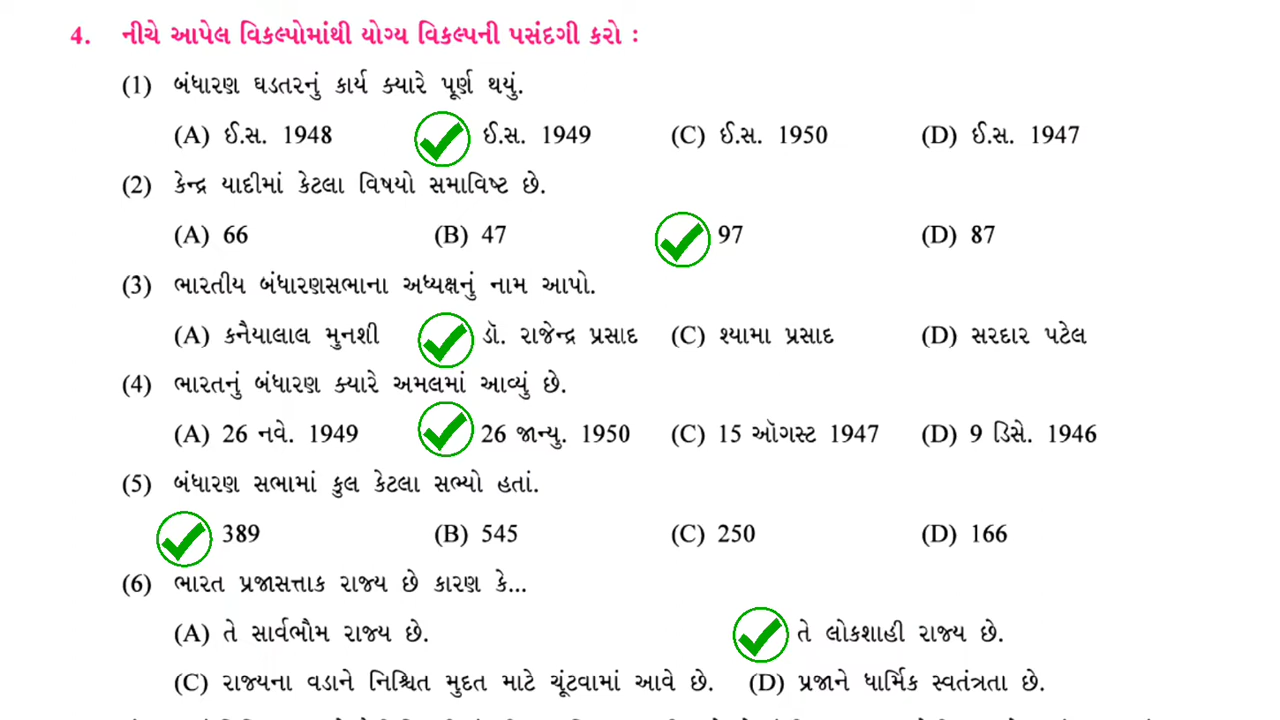 4. નીચે આપેલ વિકલ્પોમાંથી યોગ્ય વિકલ્પની પસંદગી કરો :
(1) બંધારણ ઘડતરનું કાર્ય ક્યારે પૂર્ણ થયું.
(A) ઈ.સ. 1948 ઈ.સ. 1949 (C) ઈ.સ. 1950 (D) ઈ.સ. 1947
(2) કેન્દ્ર યાદીમાં કેટલા વિષયો સમાવિષ્ટ છે.
(A) 66 (B) 47 97 (D) 87
(3) ભારતીય બંધારણસભાના અધ્યક્ષનું નામ આપો.
(A) કનૈયાલાલ મુનશી ડૉ. રાજેન્દ્ર પ્રસાદ (C) શ્યામા પ્રસાદ (D) સરદાર પટેલ
(4) ભારતનું બંધારણ ક્યારે અમલમાં આવ્યું છે.
(A) 26 નવે. 1949 26 જાન્યુ. 1950 (C) 15 ઑગસ્ટ 1947 (D) 9 ડિસે. 1946
(5) બંધારણ સભામાં કુલ કેટલા સભ્યો હતાં.
389 (B) 545 (C) 250 (D) 166
(6) ભારત પ્રજાસત્તાક રાજ્ય છે કારણ કે...
(A) તે સાર્વભૌમ રાજ્ય છે. તે લોકશાહી રાજ્ય છે.
(C) રાજ્યના વડાને નિશ્ચિત મુદત માટે ચૂંટવામાં આવે છે. (D) પ્રજાને ધાર્મિક સ્વતંત્રતા છે.